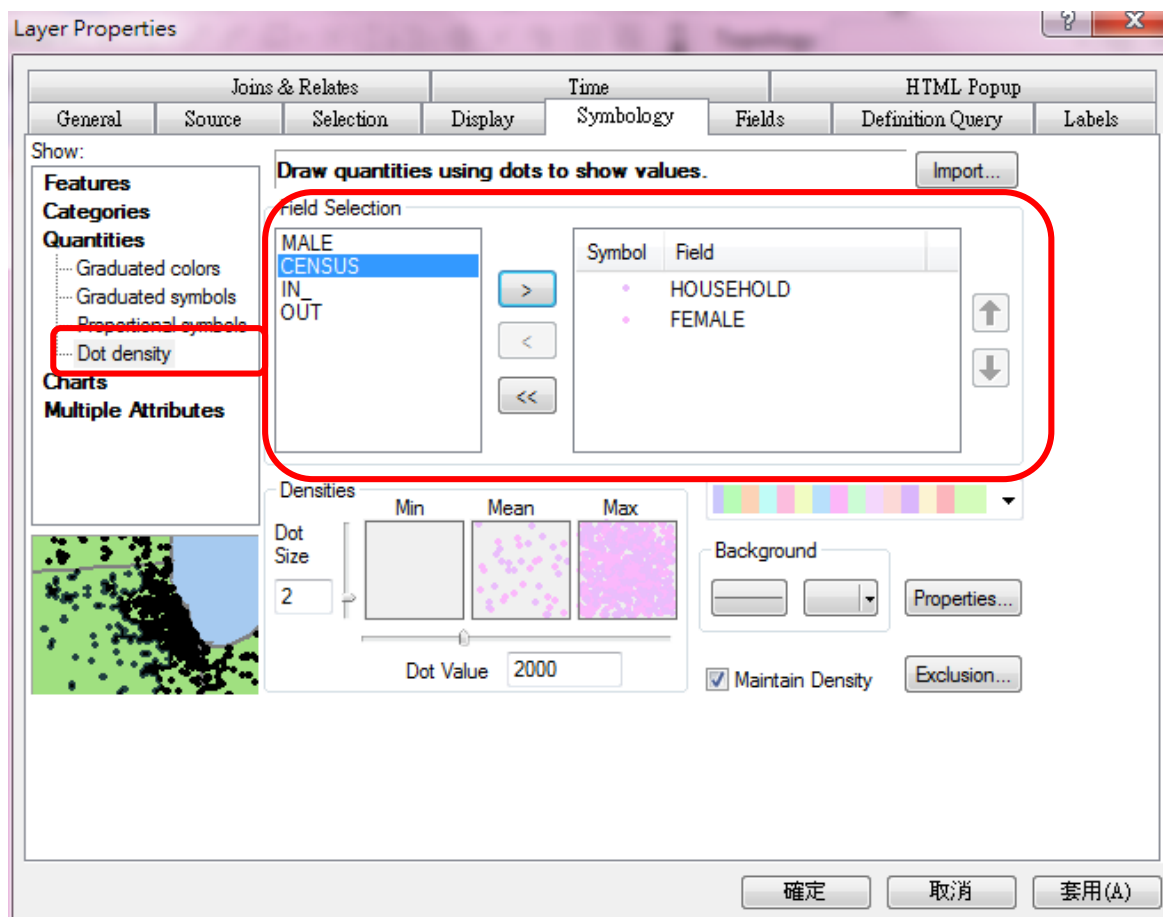 Layer Properties
Topology
?
X
Joins & Relates
Time
HTML Popup
General
Source
Selection
Display
Symbology
Fields
Definition Query
Labels
Show:
Features
Categories
Quantities
Graduated colors
Graduated symbols
Proportional symbols
Dot density
Charts
Multiple Attributes
Draw quantities using dots to show values.
Import...
Field Selection
MALE
CENSUS
IN_
OUT
>
<
<<
Symbol Field
HOUSEHOLD
FEMALE
Densities
Min Mean Max
Dot
Size
2
Dot Value 2000
Background
Properties...
Maintain Density
Exclusion...
確定
取消
套用(A)